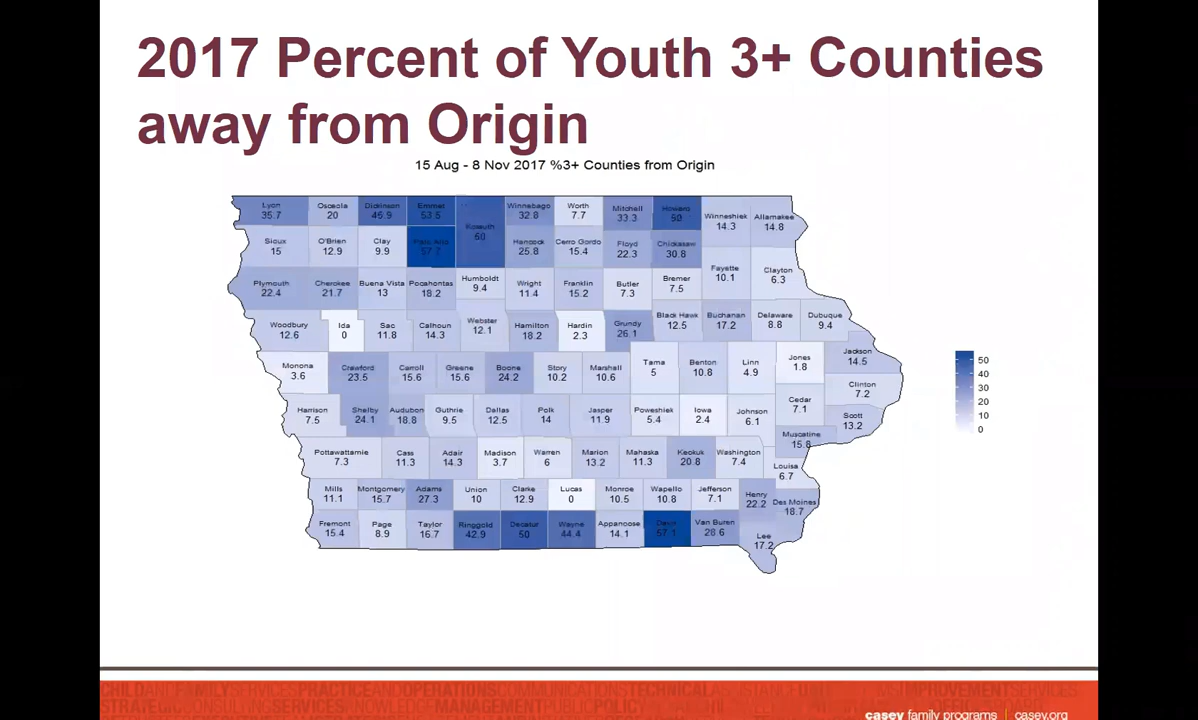 2017 Percent of Youth 3+ Counties
away from Origin
15 Aug - 8 Nov 2017 %3+ Counties from Origin
Lyon Osceola Dickinson Emmet Kossuth Winnebago Worth Mitchell Howard Winneshiek Allamakee
35.7 20 46.9 53.5 50 32.8 7.7 33.3 50 14.3 14.8
Sioux O'Brien Clay Palo Alto Hancock Cerro Gordo Floyd Chickasaw
15 12.9 9.9 57.7 25.8 15.4 22.3 30.8
Plymouth Cherokee Buena Vista Pocahontas Humboldt Wright Franklin Butler Bremer Fayette Clayton
22.4 21.7 13 18.2 9.4 11.4 15.2 7.3 7.5 10.1 6.3
Woodbury Ida Sac Calhoun Webster Hamilton Hardin Grundy Black Hawk Buchanan Delaware Dubuque
12.6 0 11.8 14.3 12.1 18.2 2.3 26.1 12.5 17.2 8.8 9.4
Monona Crawford Carroll Greene Boone Story Marshall Tama Benton Linn Jones Jackson
3.6 23.5 15.6 15.6 24.2 10.2 10.6 5 10.8 4.9 1.8 14.5
Harrison Shelby Audubon Guthrie Dallas Polk Jasper Poweshiek Iowa Johnson Cedar Clinton
7.5 24.1 18.8 9.5 12.5 14 11.9 5.4 2.4 6.1 7.1 7.2
Scott
13.2
Muscatine
15.8
Pottawattamie Cass Adair Madison Warren Marion Mahaska Keokuk Washington Louisa
7.3 11.3 14.3 3.7 6 13.2 11.3 20.8 7.4 6.7
Mills Montgomery Adams Union Clarke Lucas Monroe Wapello Jefferson Henry Des Moines
11.1 15.7 27.3 10 12.9 0 10.5 10.8 7.1 22.2 18.7
Fremont Page Taylor Ringgold Decatur Wayne Appanoose Davis Van Buren Lee
15.4 8.9 16.7 42.9 50 44.4 14.1 57.1 28.6 17.2
50
40
30
20
10
0
CHILDANDFAMILYSERVICESPRACTICEANDOPERATIONSCOMMUNICATIONSTECHNICALASSISTANCE
IMPROVEMENTSERVICES
STRATEGICCONSULTINGSERVICES KNOWLEDGEMANAGEMENTPUBLICPOLICY
casey family programs | casey.org